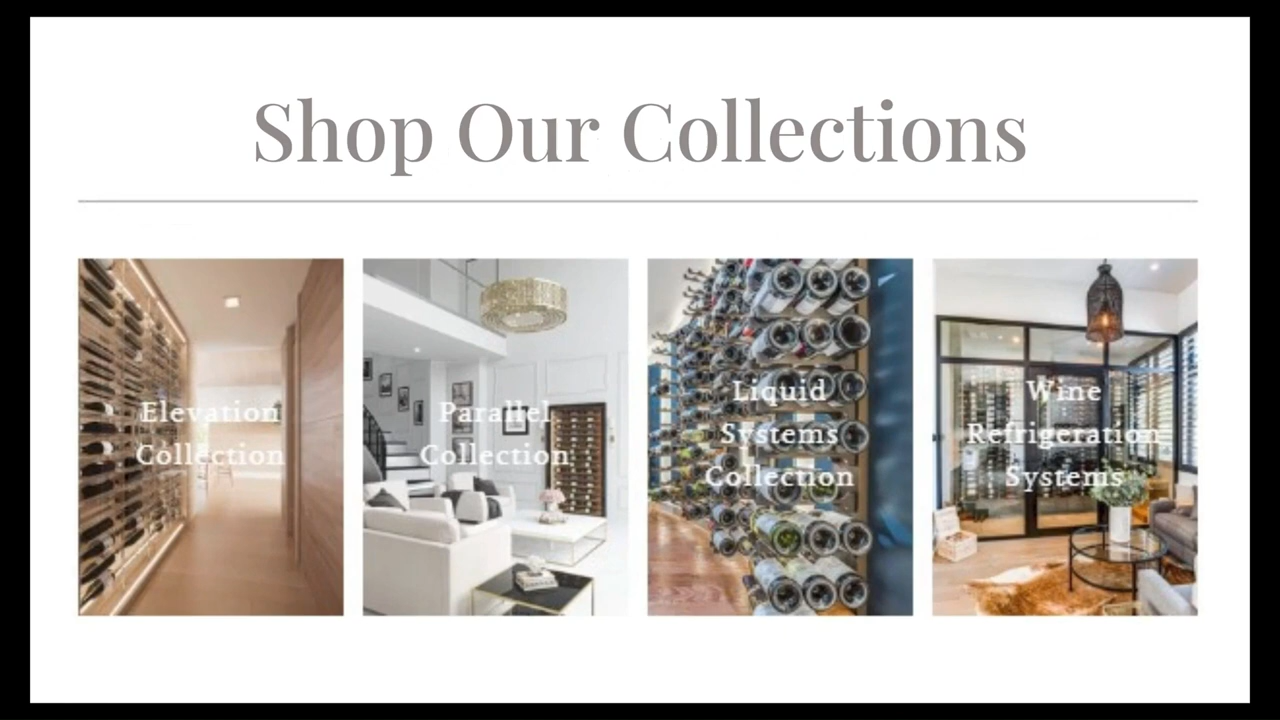 Shop Our Collections
Elevation
Collection
Parallel
Collection
Liquid
Systems
Collection
Wine
Refrigeration
Systems